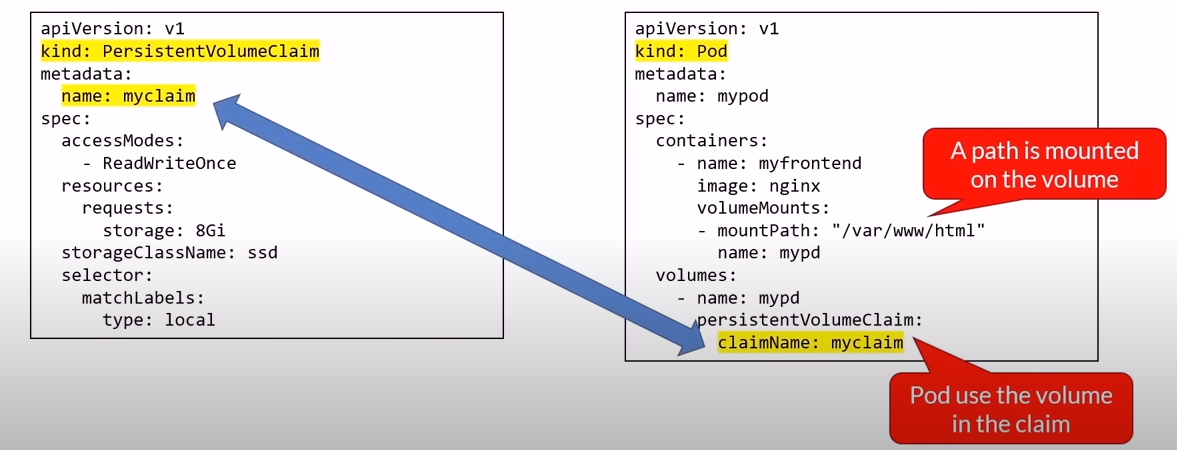 apiVersion: v1
kind: PersistentVolumeClaim
metadata:
  name: myclaim
spec:
  accessModes:
    - ReadWriteOnce
  resources:
    requests:
      storage: 8Gi
  storageClassName: ssd
  selector:
    matchLabels:
      type: local
apiVersion: v1
kind: Pod
metadata:
  name: mypod
spec:
  containers:
    - name: myfrontend
      image: nginx
      volumeMounts:
      - mountPath: "/var/www/html"
        name: mypd
  volumes:
    - name: mypd
      persistentVolumeClaim:
        claimName: myclaim
A path is mounted
on the volume
Pod use the volume
in the claim